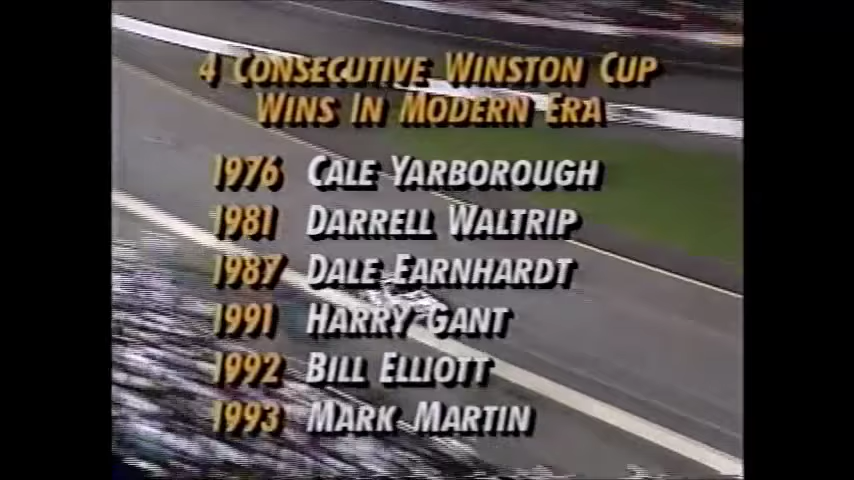 4 CONSECUTIVE WINSTON CUP
WINS IN MODERN ERA
1976 CALE YARBOROUGH
1981 DARRELL WALTRIP
1987 DALE EARNHARDT
1991 HARRY GANT
1992 BILL ELLIOTT
1993 MARK MARTIN